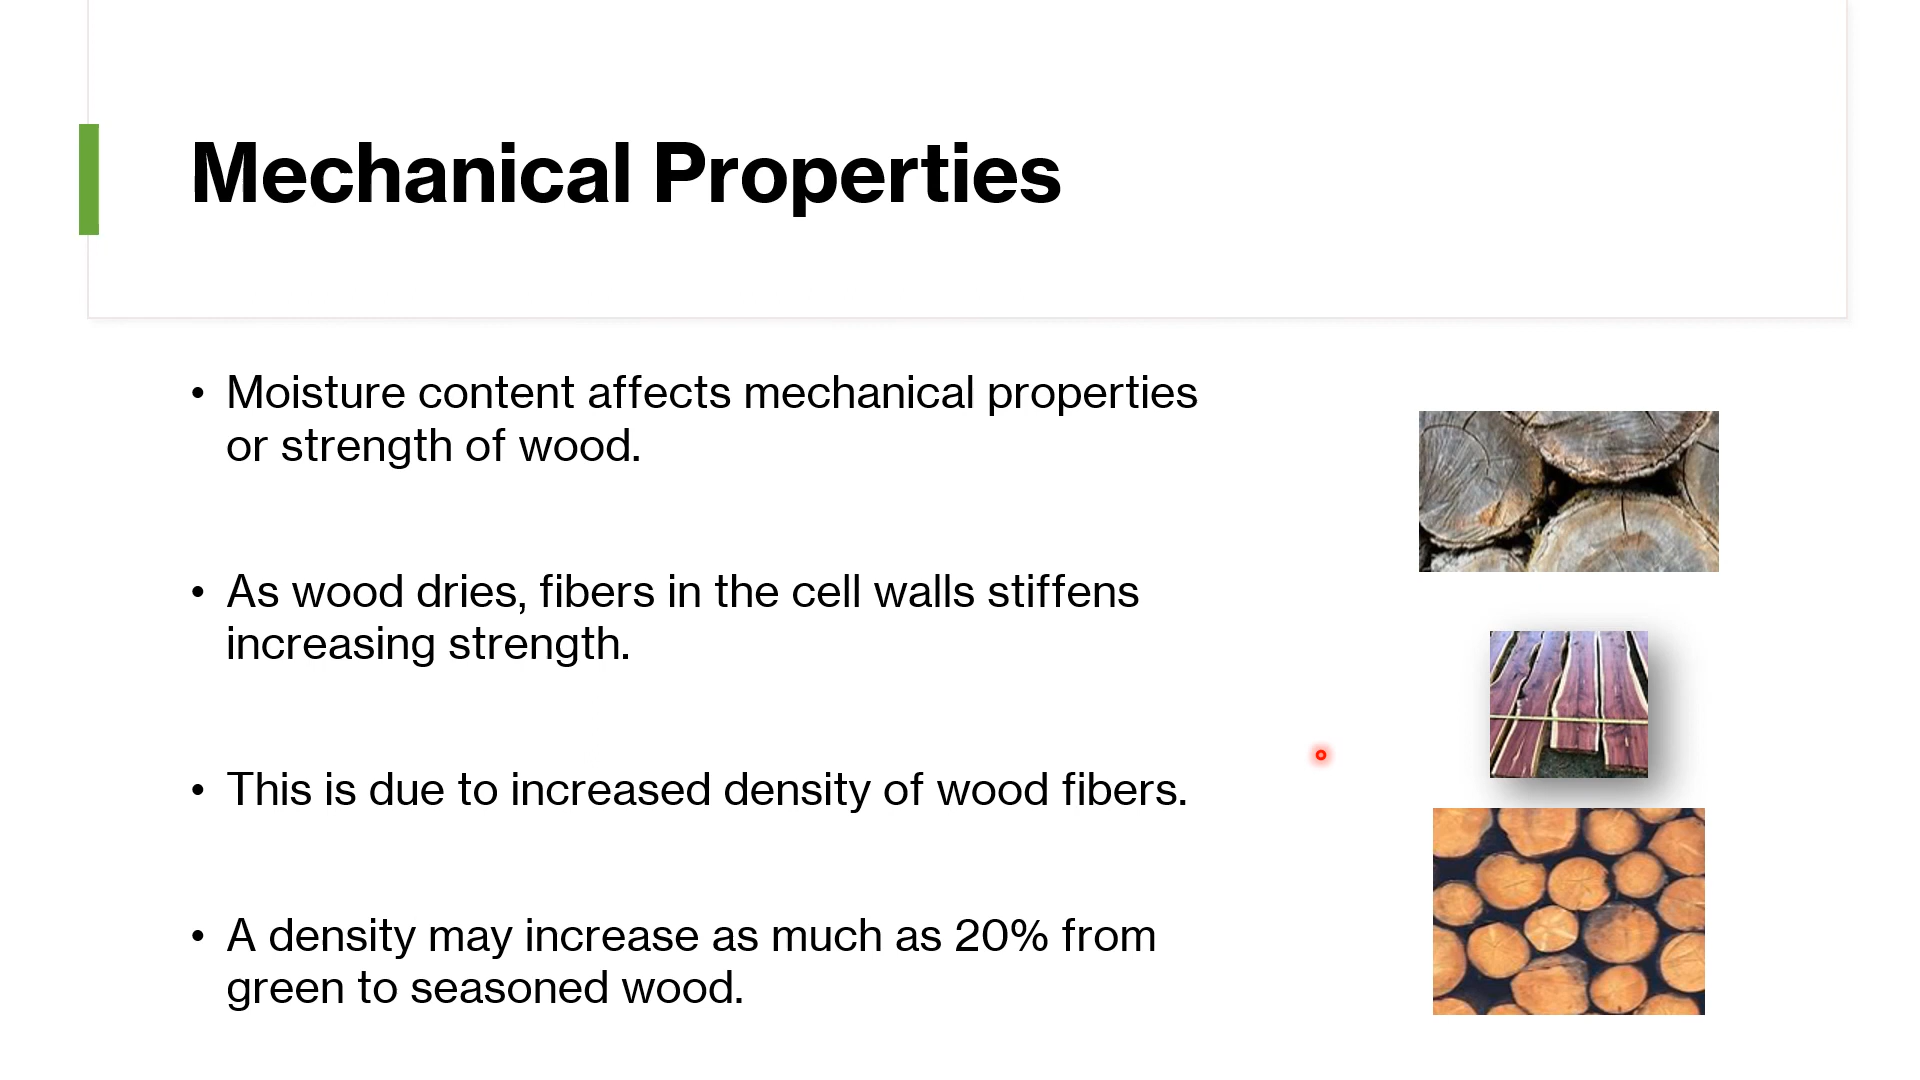 Mechanical Properties
• Moisture content affects mechanical properties
or strength of wood.
• As wood dries, fibers in the cell walls stiffens
increasing strength.
• This is due to increased density of wood fibers.
• A density may increase as much as 20% from
green to seasoned wood.